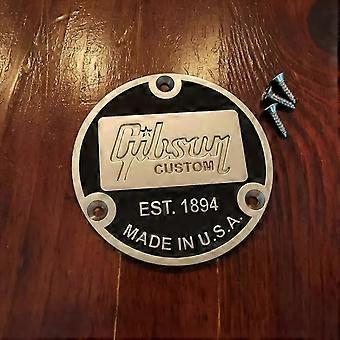 Gibson
CUSTOM
EST. 1894
MADE IN U.S.A.